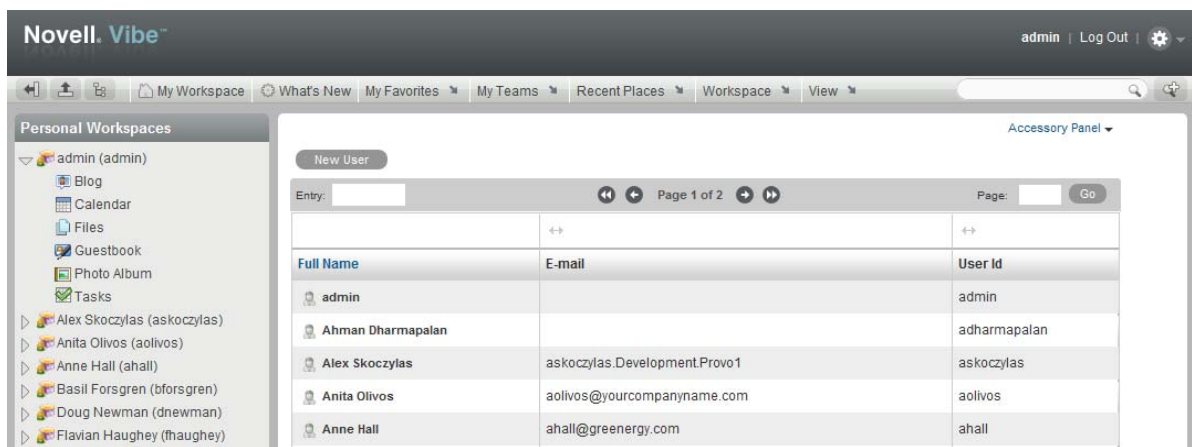 Novell. Vibe™
admin | Log Out |
My Workspace What's New My Favorites My Teams Recent Places Workspace View
Personal Workspaces
admin (admin)
Blog
Calendar
Files
Guestbook
Photo Album
Tasks
Alex Skoczylas (askoczylas)
Anita Olivos (aolivos)
Anne Hall (ahall)
Basil Forsgren (bforsgren)
Doug Newman (dnewman)
Flavian Haughey (fhaughey)
Accessory Panel
New User
Entry: Page 1 of 2 Page: Go
Full Name E-mail User Id
admin admin
Ahman Dharmapalan adharmapalan
Alex Skoczylas askoczylas.Development.Provo1 askoczylas
Anita Olivos aolivos@yourcompanyname.com aolivos
Anne Hall ahall@greenergy.com ahall